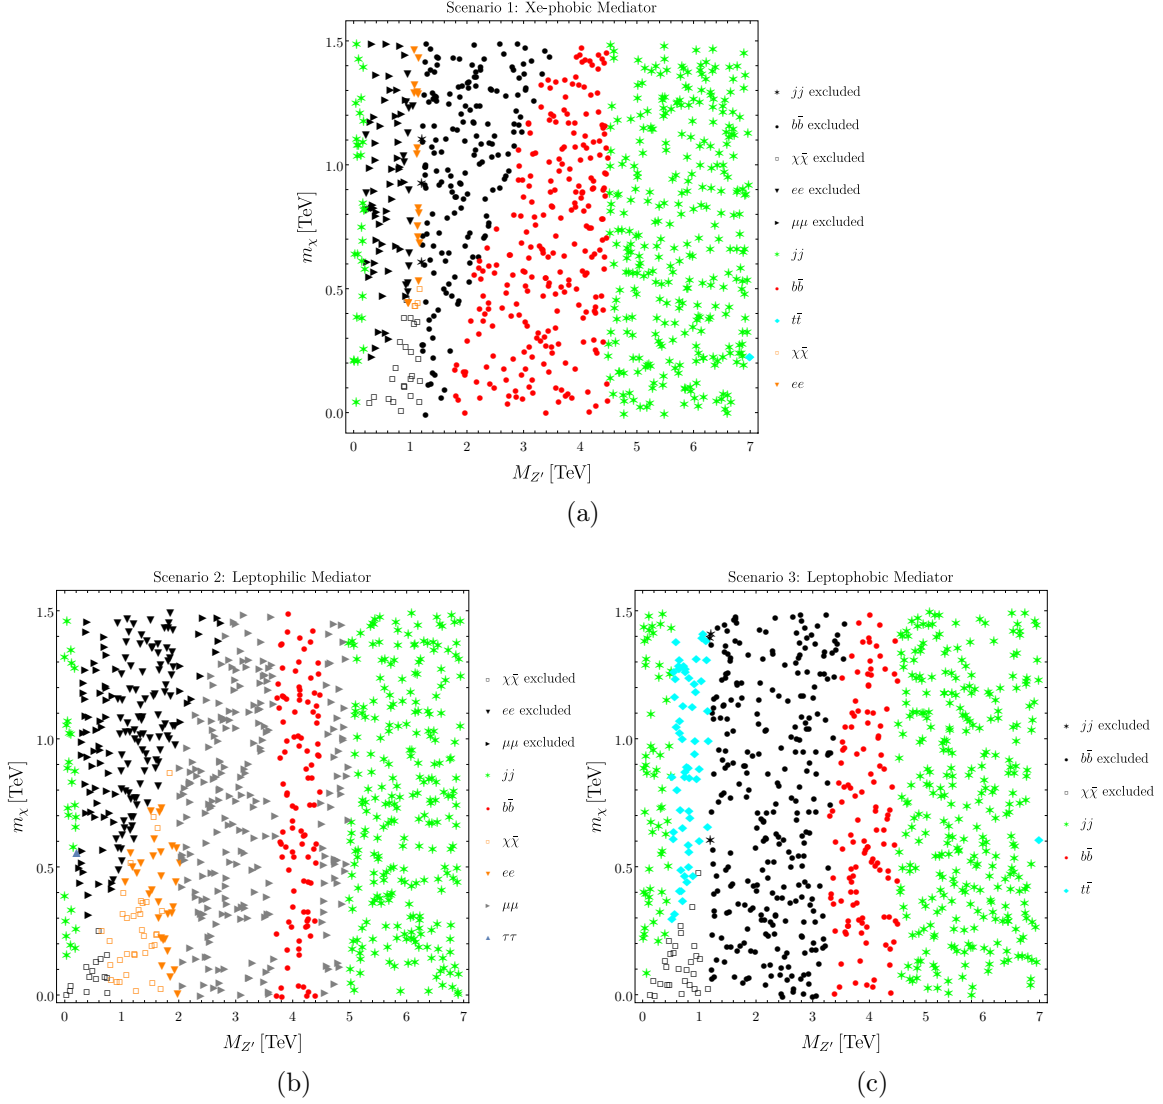 Scenario 1: Xe-phobic Mediator
1.5
1.0
0.5
0.0
m_χ [TeV]
0 1 2 3 4 5 6 7
M_Z′ [TeV]
jj excluded
bb̄ excluded
χχ̄ excluded
ee excluded
μμ excluded
jj
bb̄
tt̄
χχ̄
ee
(a)
Scenario 2: Leptophilic Mediator
1.5
1.0
0.5
0.0
m_χ [TeV]
0 1 2 3 4 5 6 7
M_Z′ [TeV]
χχ̄ excluded
ee excluded
μμ excluded
jj
bb̄
χχ̄
ee
μμ
ττ
(b)
Scenario 3: Leptophobic Mediator
1.5
1.0
0.5
0.0
m_χ [TeV]
0 1 2 3 4 5 6 7
M_Z′ [TeV]
jj excluded
bb̄ excluded
χχ̄ excluded
jj
bb̄
tt̄
(c)